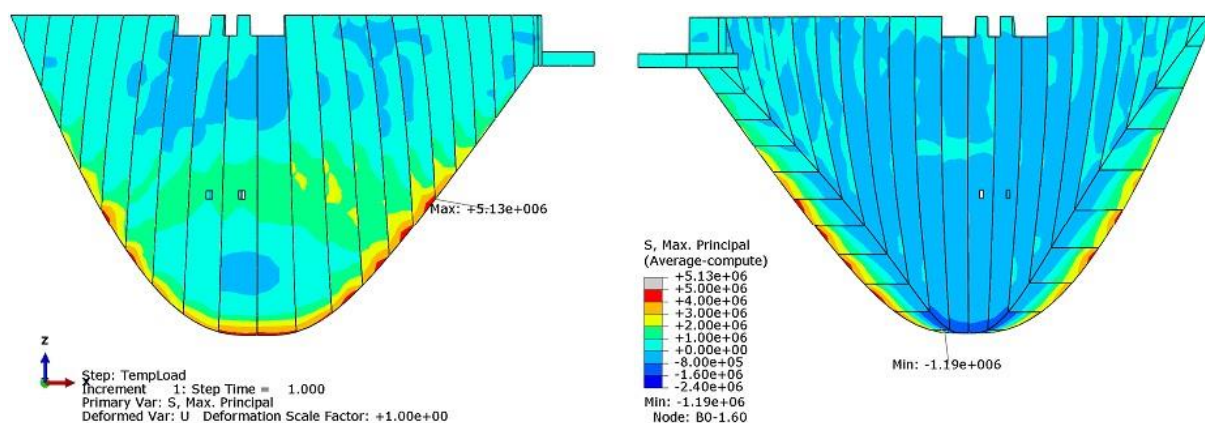 Max: +5.13e+006
z
x
Step: TempLoad
Increment 1: Step Time = 1.000
Primary Var: S, Max. Principal
Deformed Var: U Deformation Scale Factor: +1.00e+00
S, Max. Principal
(Average-compute)
+5.13e+06
+5.00e+06
+4.00e+06
+3.00e+06
+2.00e+06
+1.00e+06
+0.00e+00
-8.00e+05
-1.60e+06
-2.40e+06
Min: -1.19e+06
Node: B0-1.60
Min: -1.19e+006